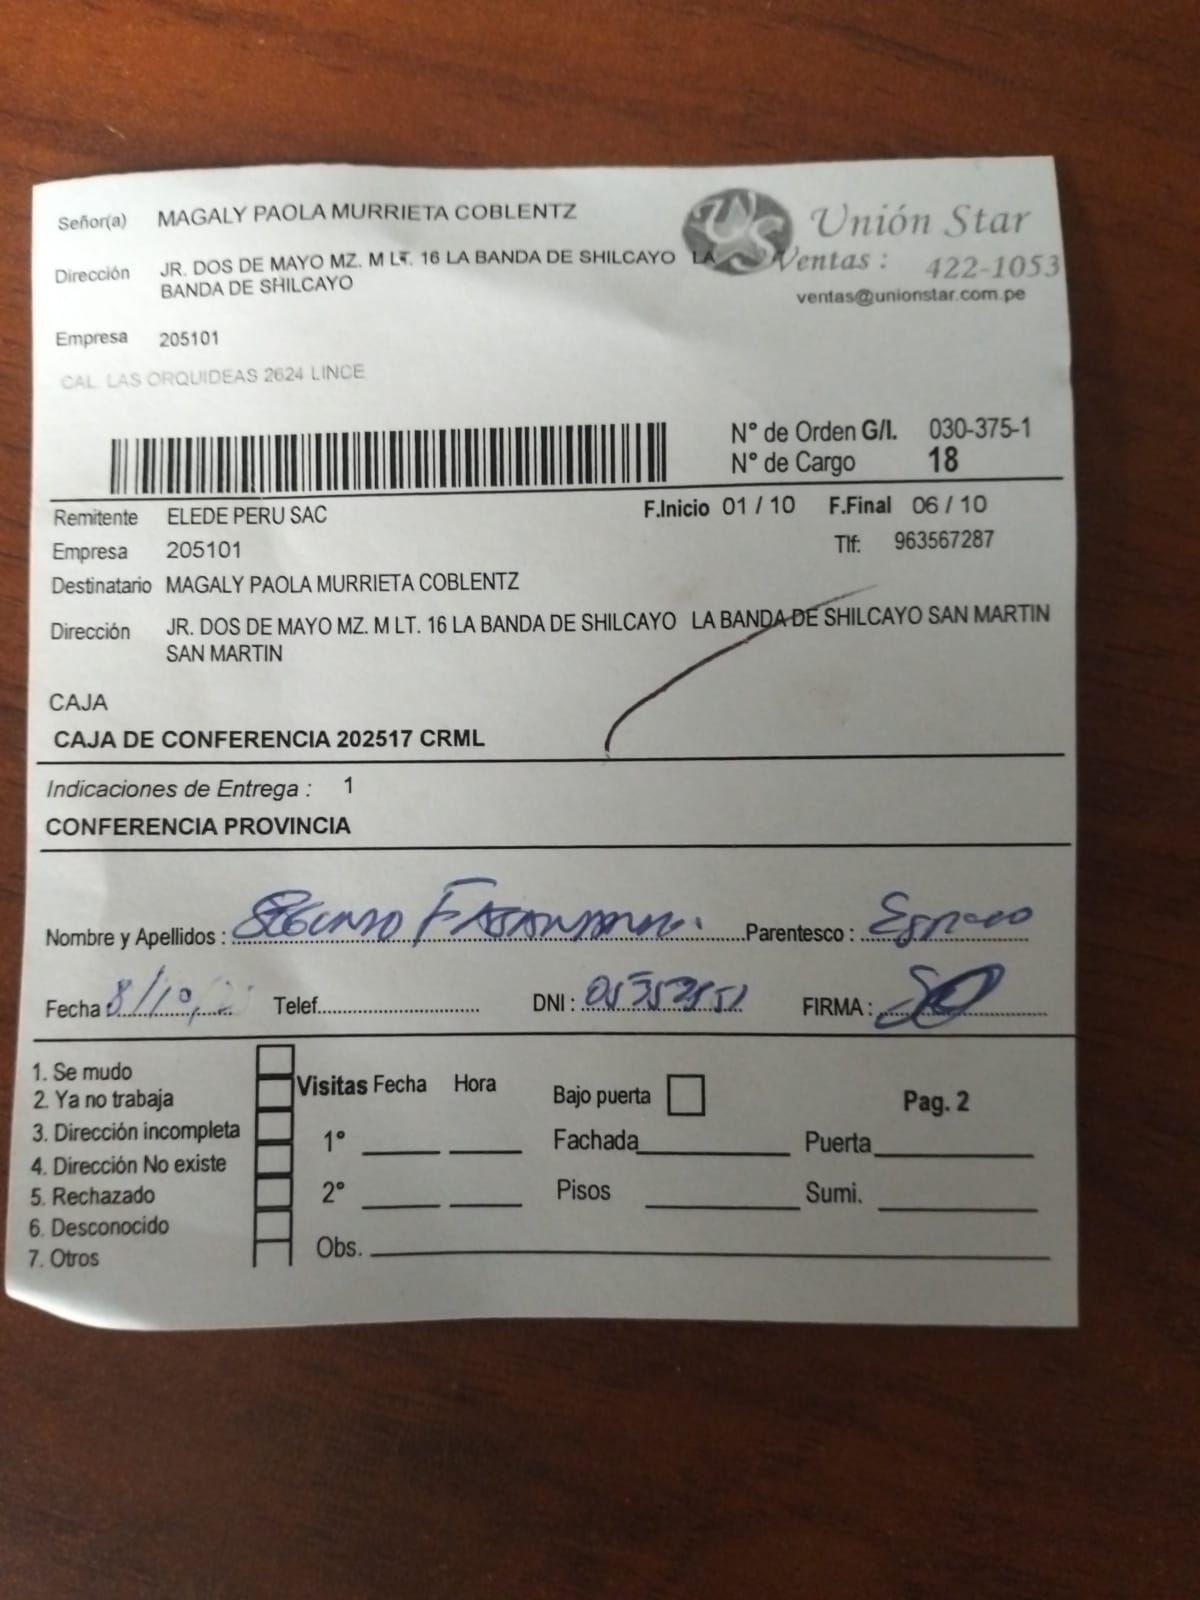 Señor(a) MAGALY PAOLA MURRIETA COBLENTZ
Unión Star
Dirección JR. DOS DE MAYO MZ. M LT. 16 LA BANDA DE SHILCAYO LA
BANDA DE SHILCAYO
Ventas : 422-1053
ventas@unionstar.com.pe
Empresa 205101
CAL. LAS ORQUIDEAS 2624 LINCE
N° de Orden G/I. 030-375-1
N° de Cargo 18
Remitente ELEDE PERU SAC F.Inicio 01 / 10 F.Final 06 / 10
Empresa 205101 Tlf: 963567287
Destinatario MAGALY PAOLA MURRIETA COBLENTZ
Dirección JR. DOS DE MAYO MZ. M LT. 16 LA BANDA DE SHILCAYO LA BANDA DE SHILCAYO SAN MARTIN
SAN MARTIN
CAJA
CAJA DE CONFERENCIA 202517 CRML
Indicaciones de Entrega : 1
CONFERENCIA PROVINCIA
Nombre y Apellidos : Segundo Parentesco : Esposo
Fecha 8/10/ Telef. DNI : FIRMA :
1. Se mudo
2. Ya no trabaja
3. Dirección incompleta
4. Dirección No existe
5. Rechazado
6. Desconocido
7. Otros
Visitas Fecha Hora Bajo puerta Pag. 2
1° Fachada Puerta
2° Pisos Sumi.
Obs.